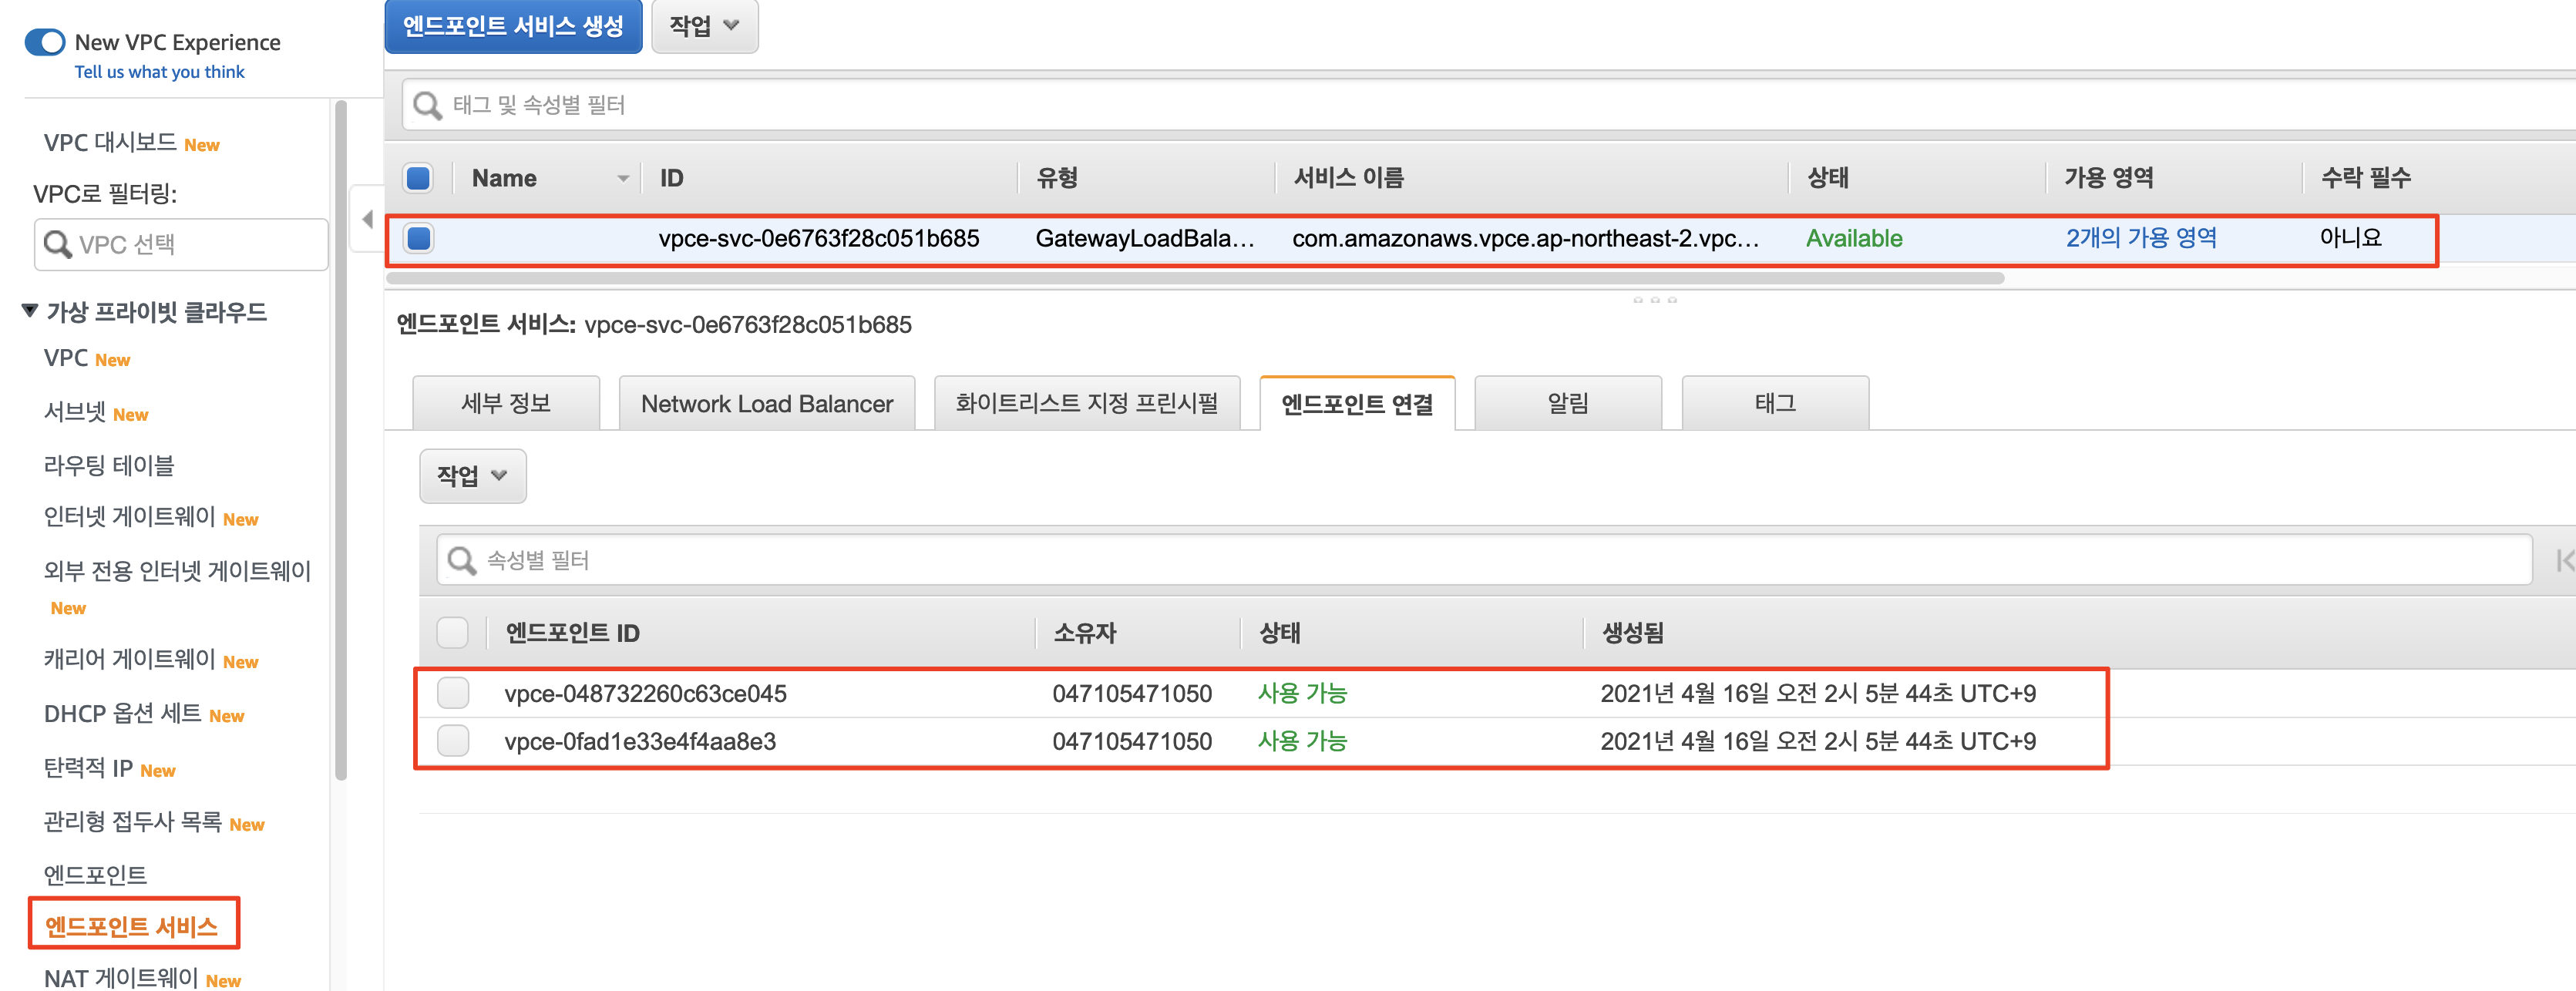 New VPC Experience
Tell us what you think
VPC 대시보드 New
VPC로 필터링:
VPC 선택
가상 프라이빗 클라우드
VPC New
서브넷 New
라우팅 테이블
인터넷 게이트웨이 New
외부 전용 인터넷 게이트웨이
New
캐리어 게이트웨이 New
DHCP 옵션 세트 New
탄력적 IP New
관리형 접두사 목록 New
엔드포인트
엔드포인트 서비스
NAT 게이트웨이 New
엔드포인트 서비스 생성 작업
태그 및 속성별 필터
Name ID 유형 서비스 이름 상태 가용 영역 수락 필수
vpce-svc-0e6763f28c051b685 GatewayLoadBala... com.amazonaws.vpce.ap-northeast-2.vpc... Available 2개의 가용 영역 아니요
엔드포인트 서비스: vpce-svc-0e6763f28c051b685
세부 정보 Network Load Balancer 화이트리스트 지정 프린시펄 엔드포인트 연결 알림 태그
작업
속성별 필터
엔드포인트 ID 소유자 상태 생성됨
vpce-048732260c63ce045 047105471050 사용 가능 2021년 4월 16일 오전 2시 5분 44초 UTC+9
vpce-0fad1e33e4f4aa8e3 047105471050 사용 가능 2021년 4월 16일 오전 2시 5분 44초 UTC+9